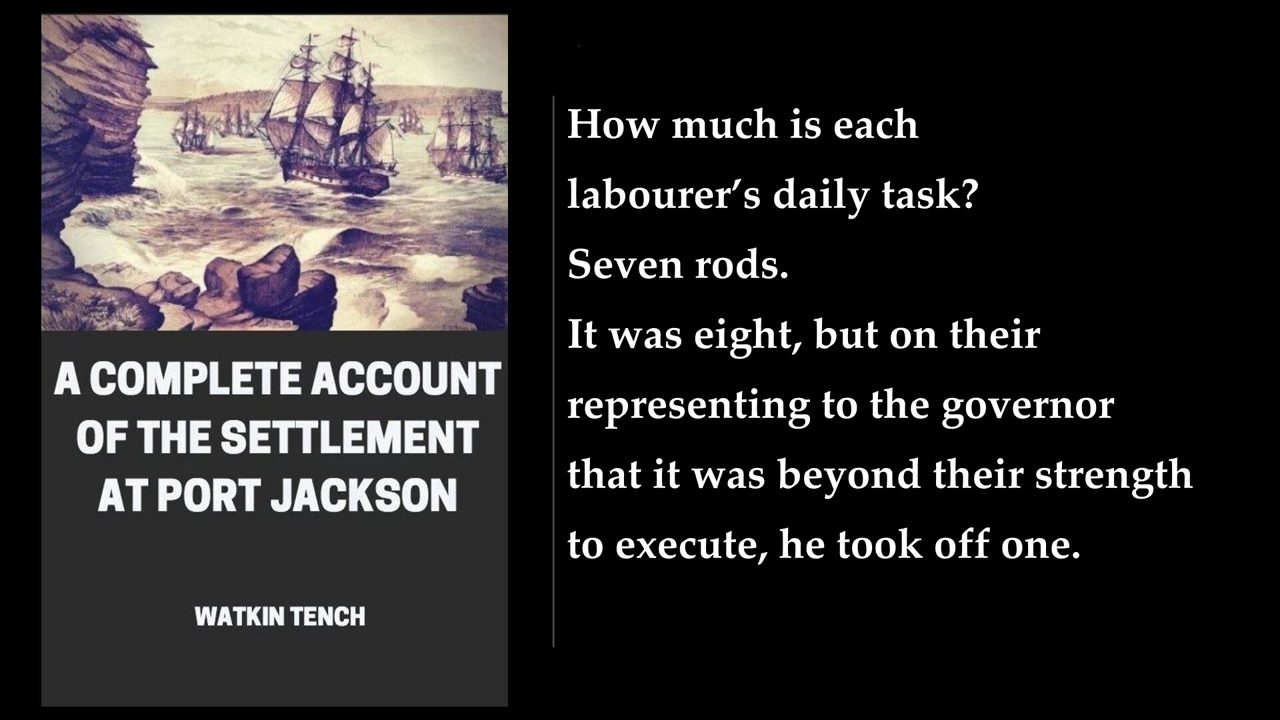 A COMPLETE ACCOUNT
OF THE SETTLEMENT
AT PORT JACKSON
WATKIN TENCH
How much is each
labourer’s daily task?
Seven rods.
It was eight, but on their
representing to the governor
that it was beyond their strength
to execute, he took off one.